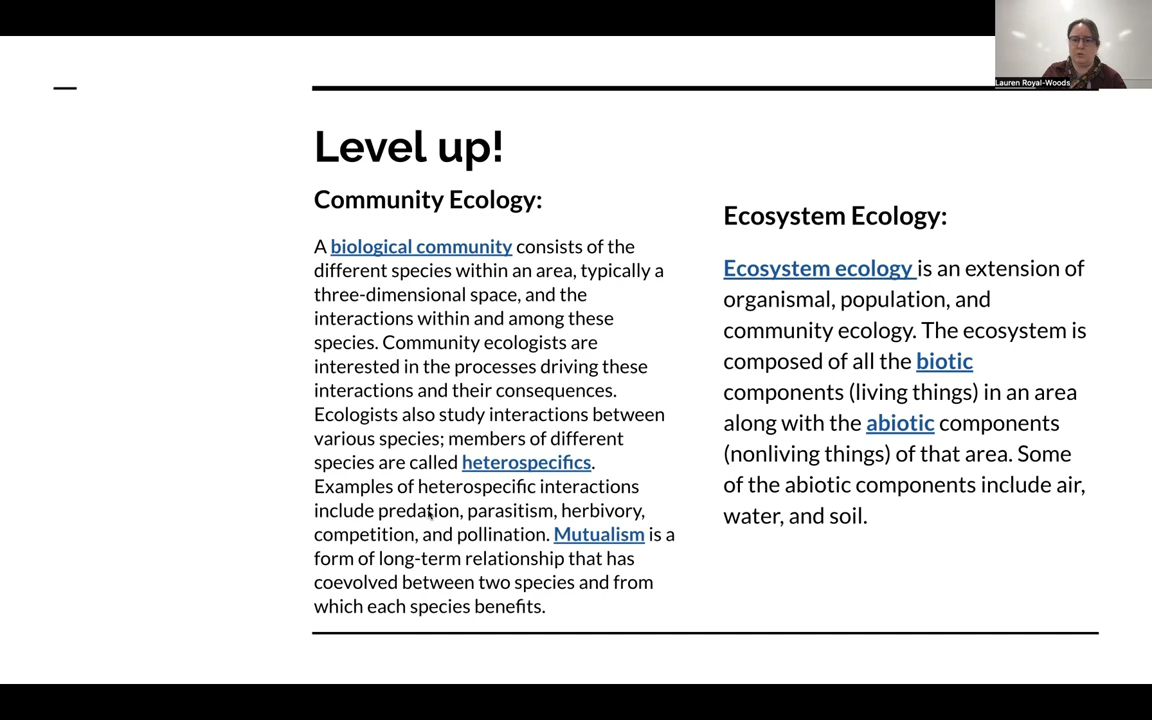 Lauren Royal-Woods
Level up!
Community Ecology:
A biological community consists of the
different species within an area, typically a
three-dimensional space, and the
interactions within and among these
species. Community ecologists are
interested in the processes driving these
interactions and their consequences.
Ecologists also study interactions between
various species; members of different
species are called heterospecifics.
Examples of heterospecific interactions
include predation, parasitism, herbivory,
competition, and pollination. Mutualism is a
form of long-term relationship that has
coevolved between two species and from
which each species benefits.
Ecosystem Ecology:
Ecosystem ecology is an extension of
organismal, population, and
community ecology. The ecosystem is
composed of all the biotic
components (living things) in an area
along with the abiotic components
(nonliving things) of that area. Some
of the abiotic components include air,
water, and soil.